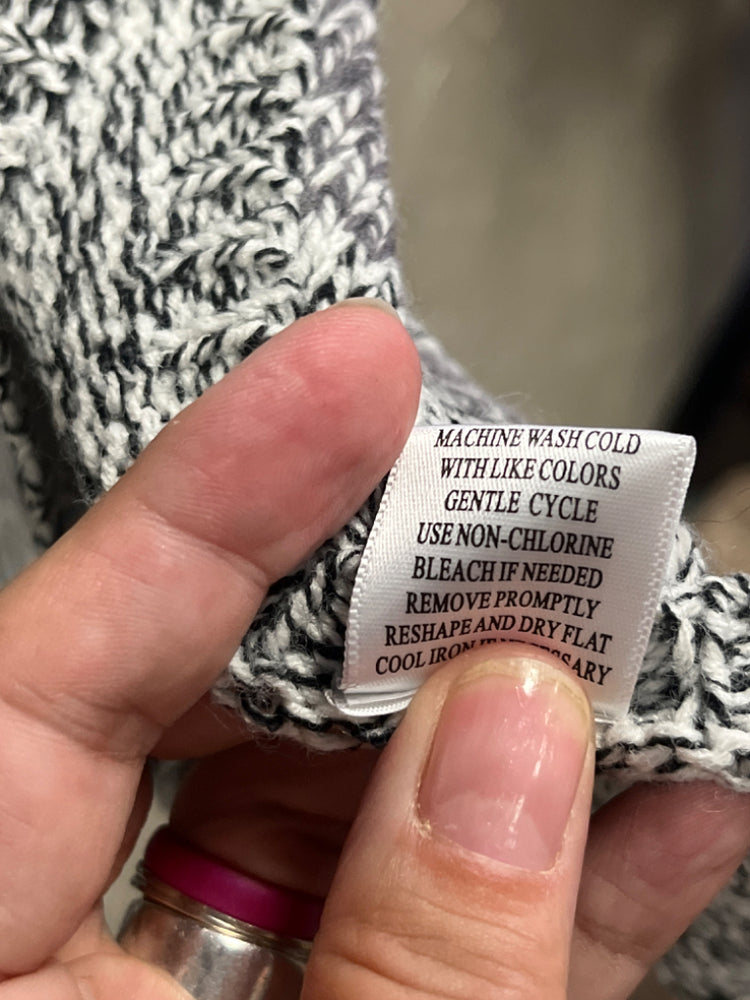 MACHINE WASH COLD
WITH LIKE COLORS
GENTLE CYCLE
USE NON-CHLORINE
BLEACH IF NEEDED
REMOVE PROMPTLY
RESHAPE AND DRY FLAT
COOL IRON